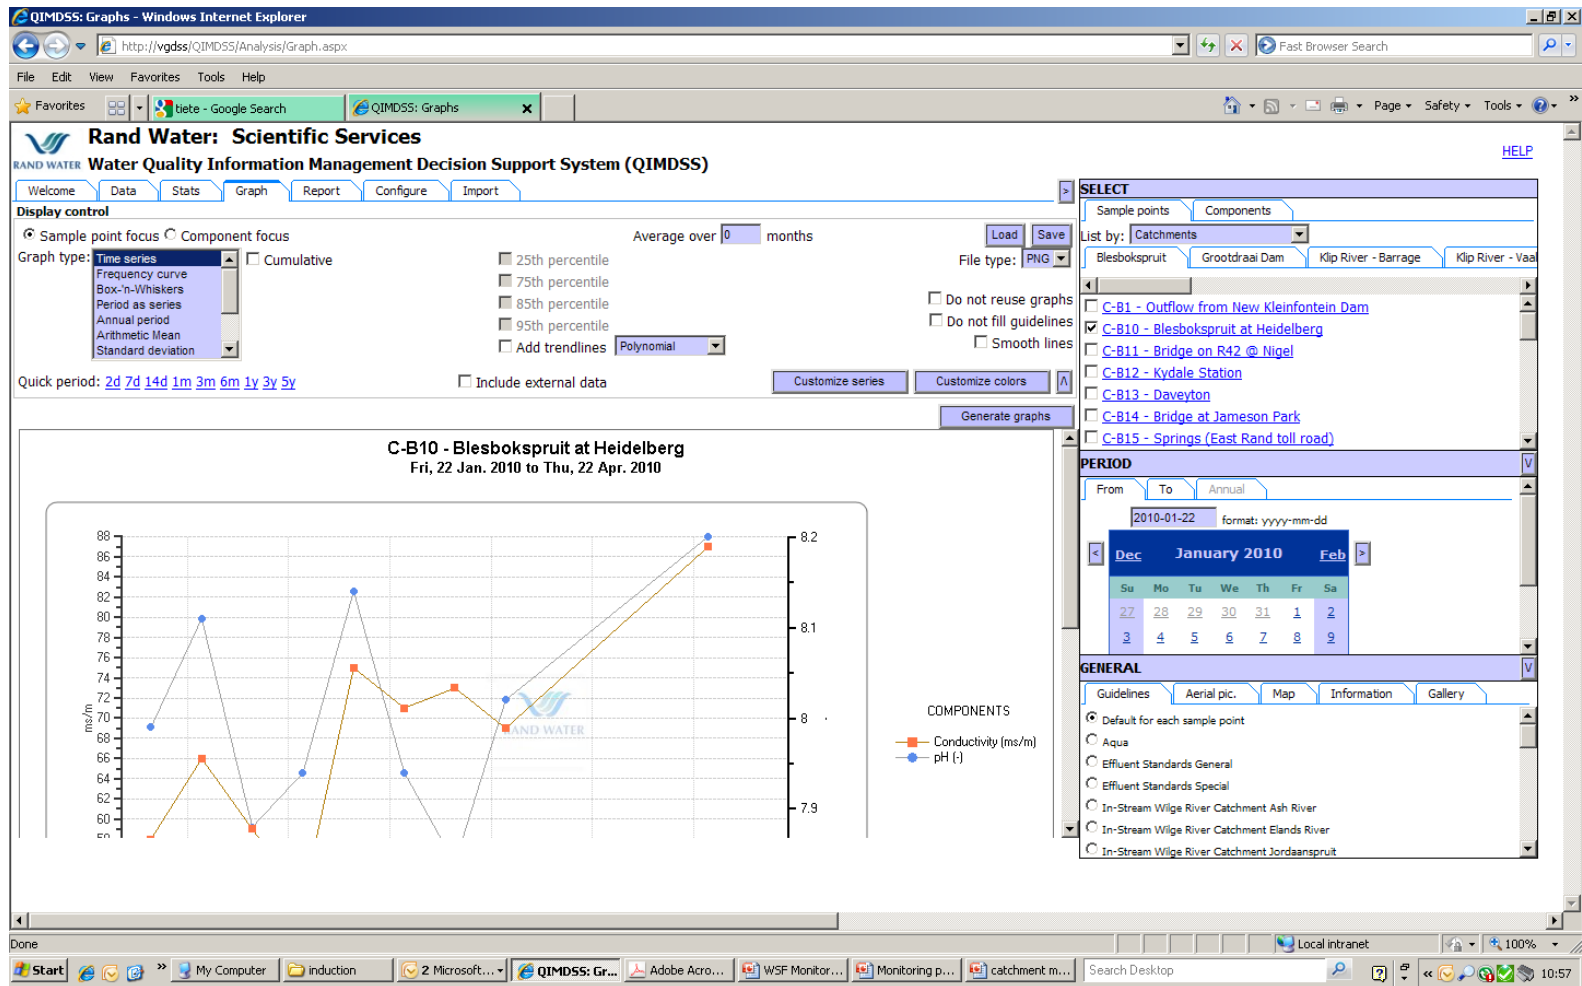 QIMDSS: Graphs - Windows Internet Explorer
http://vgdss/QIMDSS/Analysis/Graph.aspx
Fast Browser Search
File Edit View Favorites Tools Help
Favorites
tiete - Google Search
QIMDSS: Graphs
Page Safety Tools
Rand Water: Scientific Services
RAND WATER
Water Quality Information Management Decision Support System (QIMDSS)
HELP
Welcome Data Stats Graph Report Configure Import
>
Display control
Sample point focus Component focus
Average over 0 months
Load Save
Graph type:
Time series
Frequency curve
Box-'n-Whiskers
Period as series
Annual period
Arithmetic Mean
Standard deviation
Cumulative
25th percentile
75th percentile
85th percentile
95th percentile
Add trendlines Polynomial
File type: PNG
Do not reuse graphs
Do not fill guidelines
Smooth lines
Quick period: 2d 7d 14d 1m 3m 6m 1y 3y 5y
Include external data
Customize series Customize colors Λ
Generate graphs
C-B10 - Blesbokspruit at Heidelberg
Fri, 22 Jan. 2010 to Thu, 22 Apr. 2010
88
86
84
82
80
78
76
74
72
70
68
66
64
62
60
ms/m
8.2
8.1
8
7.9
RAND WATER
COMPONENTS
Conductivity (ms/m)
pH (-)
SELECT
Sample points Components
List by: Catchments
Blesbokspruit Grootdraai Dam Klip River - Barrage Klip River - Vaal
C-B1 - Outflow from New Kleinfontein Dam
C-B10 - Blesbokspruit at Heidelberg
C-B11 - Bridge on R42 @ Nigel
C-B12 - Kydale Station
C-B13 - Daveyton
C-B14 - Bridge at Jameson Park
C-B15 - Springs (East Rand toll road)
PERIOD V
From To Annual
2010-01-22 format: yyyy-mm-dd
< Dec January 2010 Feb >
Su Mo Tu We Th Fr Sa
27 28 29 30 31 1 2
3 4 5 6 7 8 9
GENERAL V
Guidelines Aerial pic. Map Information Gallery
Default for each sample point
Aqua
Effluent Standards General
Effluent Standards Special
In-Stream Wilge River Catchment Ash River
In-Stream Wilge River Catchment Elands River
In-Stream Wilge River Catchment Jordaanspruit
Done
Local intranet
100%
Start
My Computer
induction
2 Microsoft...
QIMDSS: Gr...
Adobe Acro...
WSF Monitor...
Monitoring p...
catchment m...
Search Desktop
10:57